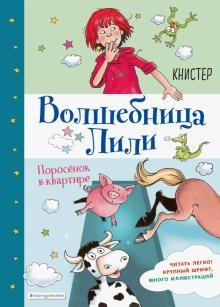 КНИСТЕР
Волшебница
Лили
Поросёнок
в квартире
ЧИТАТЬ ЛЕГКО!
КРУПНЫЙ ШРИФТ,
МНОГО ИЛЛЮСТРАЦИЙ